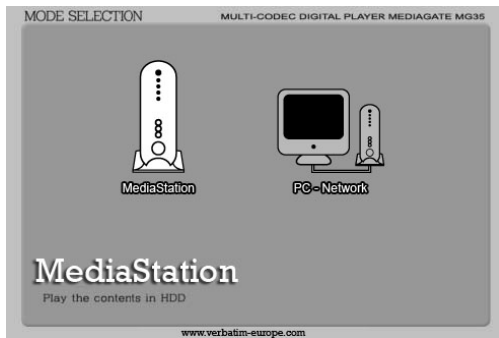 MODE SELECTION
MULTI-CODEC DIGITAL PLAYER MEDIAGATE MG35
MediaStation
PC - Network
MediaStation
Play the contents in HDD
www.verbatim-europe.com